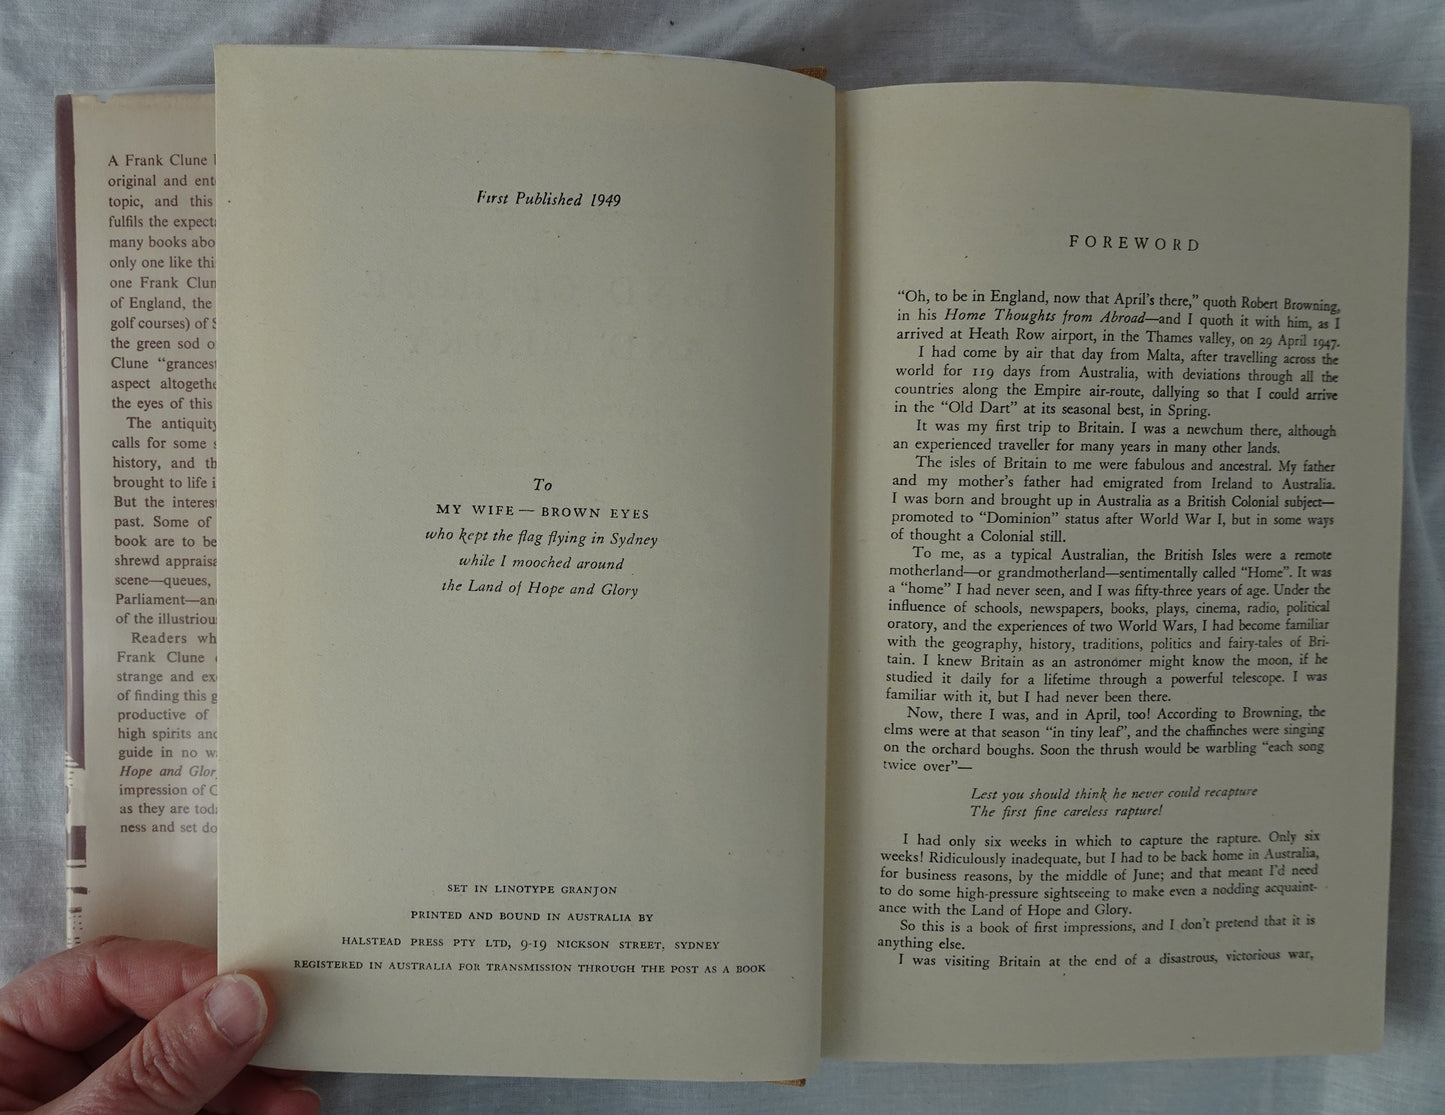 A Frank Clune
original and
topic, and this
fulfils the
many books
only one like
one Frank
of England, the
golf courses) of
the green sod
Clune
aspect
the eyes of this
The antiquity
calls for some
history, and
brought to life
But the
past. Some of
book are to be
shrewd
scene—queues,
Parliament—
of the
Readers
Frank Clune
strange and
of finding this
productive of
high spirits
guide in no
Hope and
impression of
as they are
ness and set
First Published 1949
To
MY WIFE — BROWN EYES
who kept the flag flying in Sydney
while I mooched around
the Land of Hope and Glory
SET IN LINOTYPE GRANJON
PRINTED AND BOUND IN AUSTRALIA BY
HALSTEAD PRESS PTY LTD, 9-19 NICKSON STREET, SYDNEY
REGISTERED IN AUSTRALIA FOR TRANSMISSION THROUGH THE POST AS A BOOK
FOREWORD
“Oh, to be in England, now that April’s there,” quoth Robert Browning,
in his Home Thoughts from Abroad—and I quoth it with him, as I
arrived at Heath Row airport, in the Thames valley, on 29 April 1947.
I had come by air that day from Malta, after travelling across the
world for 119 days from Australia, with deviations through all the
countries along the Empire air-route, dallying so that I could arrive
in the “Old Dart” at its seasonal best, in Spring.
It was my first trip to Britain. I was a newchum there, although
an experienced traveller for many years in many other lands.
The isles of Britain to me were fabulous and ancestral. My father
and my mother’s father had emigrated from Ireland to Australia.
I was born and brought up in Australia as a British Colonial subject—
promoted to “Dominion” status after World War I, but in some ways
of thought a Colonial still.
To me, as a typical Australian, the British Isles were a remote
motherland—or grandmotherland—sentimentally called “Home”. It was
a “home” I had never seen, and I was fifty-three years of age. Under the
influence of schools, newspapers, books, plays, cinema, radio, political
oratory, and the experiences of two World Wars, I had become familiar
with the geography, history, traditions, politics and fairy-tales of Bri-
tain. I knew Britain as an astronomer might know the moon, if he
studied it daily for a lifetime through a powerful telescope. I was
familiar with it, but I had never been there.
Now, there I was, and in April, too! According to Browning, the
elms were at that season “in tiny leaf”, and the chaffinches were singing
on the orchard boughs. Soon the thrush would be warbling “each song
twice over”—
Lest you should think he never could recapture
The first fine careless rapture!
I had only six weeks in which to capture the rapture. Only six
weeks! Ridiculously inadequate, but I had to be back home in Australia,
for business reasons, by the middle of June; and that meant I’d need
to do some high-pressure sightseeing to make even a nodding acquaint-
ance with the Land of Hope and Glory.
So this is a book of first impressions, and I don’t pretend that it is
anything else.
I was visiting Britain at the end of a disastrous, victorious war,